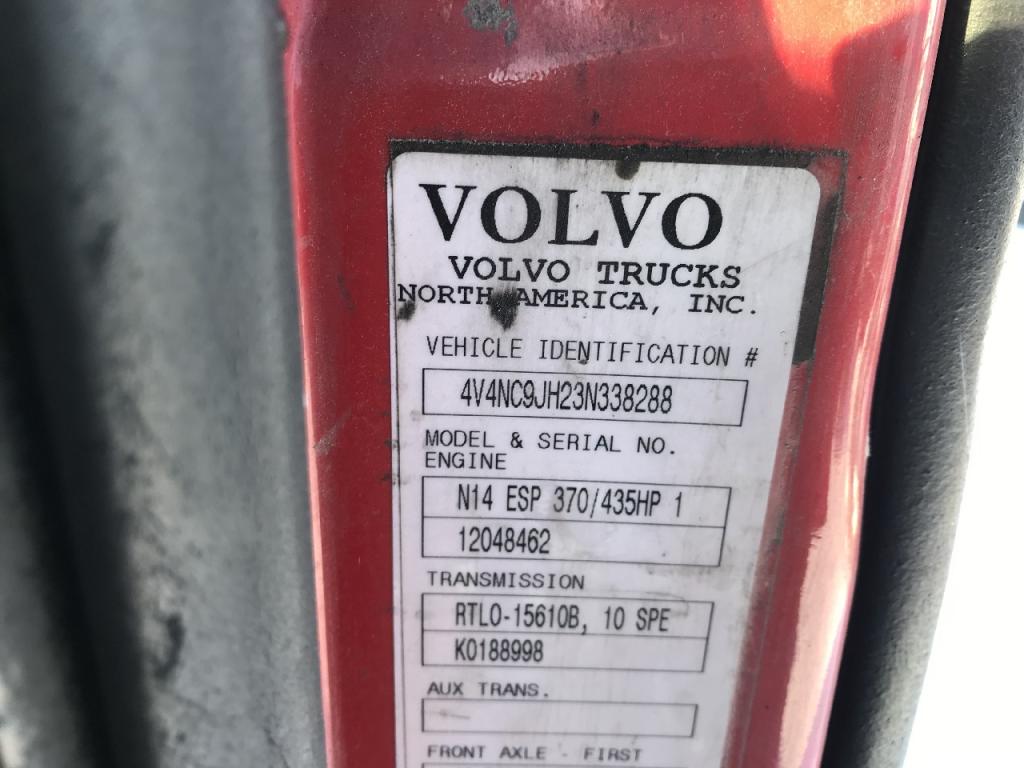 VOLVO
VOLVO TRUCKS
NORTH AMERICA, INC.
VEHICLE IDENTIFICATION #
4V4NC9JH23N338288
MODEL & SERIAL NO.
ENGINE
N14 ESP 370/435HP 1
12048462
TRANSMISSION
RTLO-15610B, 10 SPE
K0188998
AUX TRANS.
FRONT AXLE - FIRST